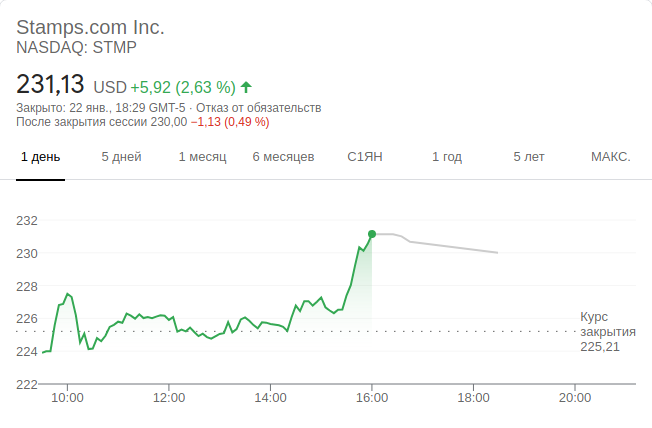 Stamps.com Inc.
NASDAQ: STMP
231,13 USD +5,92 (2,63 %)
Закрыто: 22 янв., 18:29 GMT-5 · Отказ от обязательств
После закрытия сессии 230,00 −1,13 (0,49 %)
1 день 5 дней 1 месяц 6 месяцев С1ЯН 1 год 5 лет МАКС.
232
230
228
226
224
222
Курс
закрытия
225,21
10:00 12:00 14:00 16:00 18:00 20:00